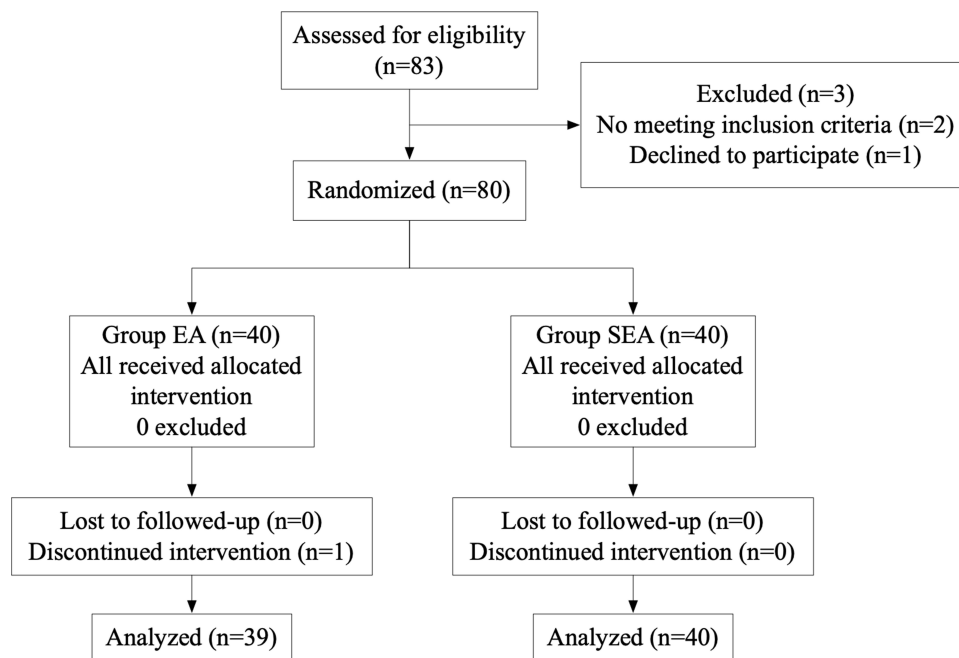 Assessed for eligibility
(n=83)
Excluded (n=3)
No meeting inclusion criteria (n=2)
Declined to participate (n=1)
Randomized (n=80)
Group EA (n=40)
All received allocated
intervention
0 excluded
Group SEA (n=40)
All received allocated
intervention
0 excluded
Lost to followed-up (n=0)
Discontinued intervention (n=1)
Lost to followed-up (n=0)
Discontinued intervention (n=0)
Analyzed (n=39)
Analyzed (n=40)